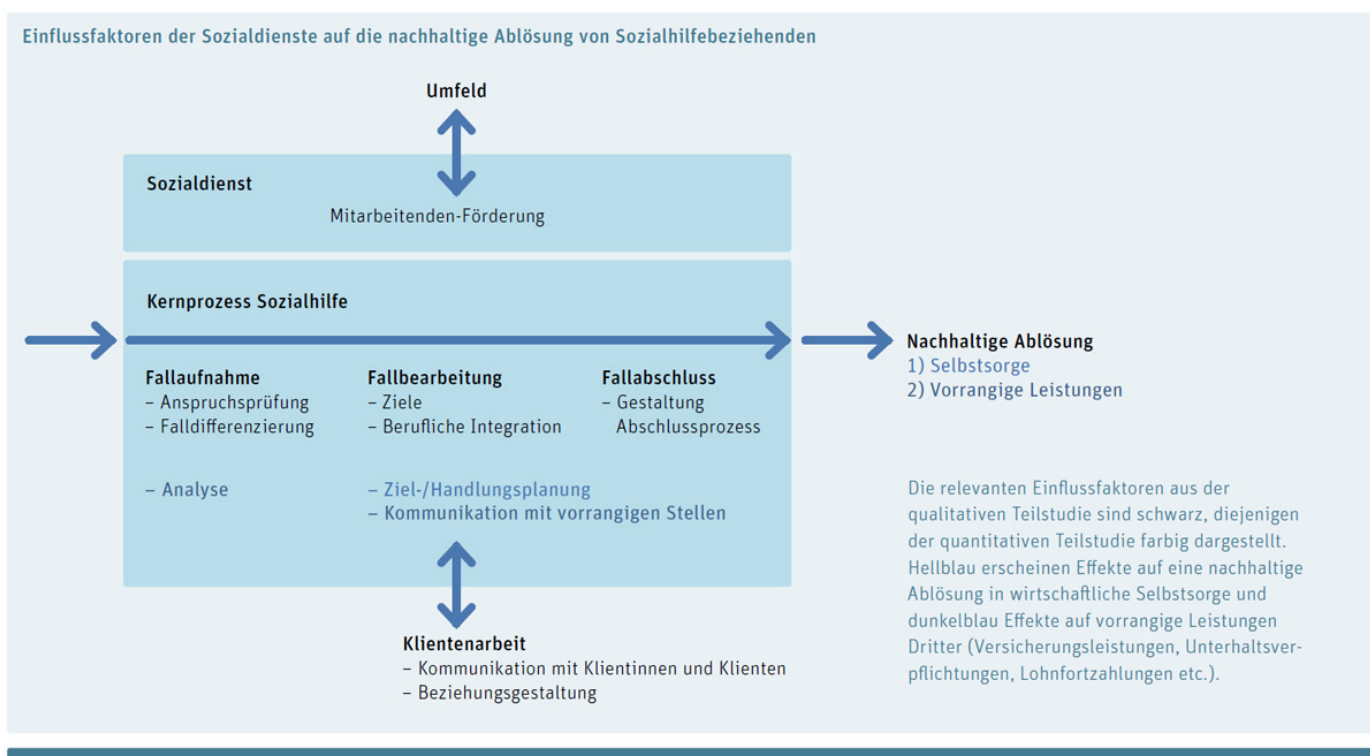 Einflussfaktoren der Sozialdienste auf die nachhaltige Ablösung von Sozialhilfebeziehenden
Umfeld
Sozialdienst
Mitarbeitenden-Förderung
Kernprozess Sozialhilfe
Fallaufnahme
– Anspruchsprüfung
– Falldifferenzierung
– Analyse
Fallbearbeitung
– Ziele
– Berufliche Integration
– Ziel-/Handlungsplanung
– Kommunikation mit vorrangigen Stellen
Fallabschluss
– Gestaltung
Abschlussprozess
Nachhaltige Ablösung
1) Selbstsorge
2) Vorrangige Leistungen
Klientenarbeit
– Kommunikation mit Klientinnen und Klienten
– Beziehungsgestaltung
Die relevanten Einflussfaktoren aus der
qualitativen Teilstudie sind schwarz, diejenigen
der quantitativen Teilstudie farbig dargestellt.
Hellblau erscheinen Effekte auf eine nachhaltige
Ablösung in wirtschaftliche Selbstsorge und
dunkelblau Effekte auf vorrangige Leistungen
Dritter (Versicherungsleistungen, Unterhaltsver-
pflichtungen, Lohnfortzahlungen etc.).